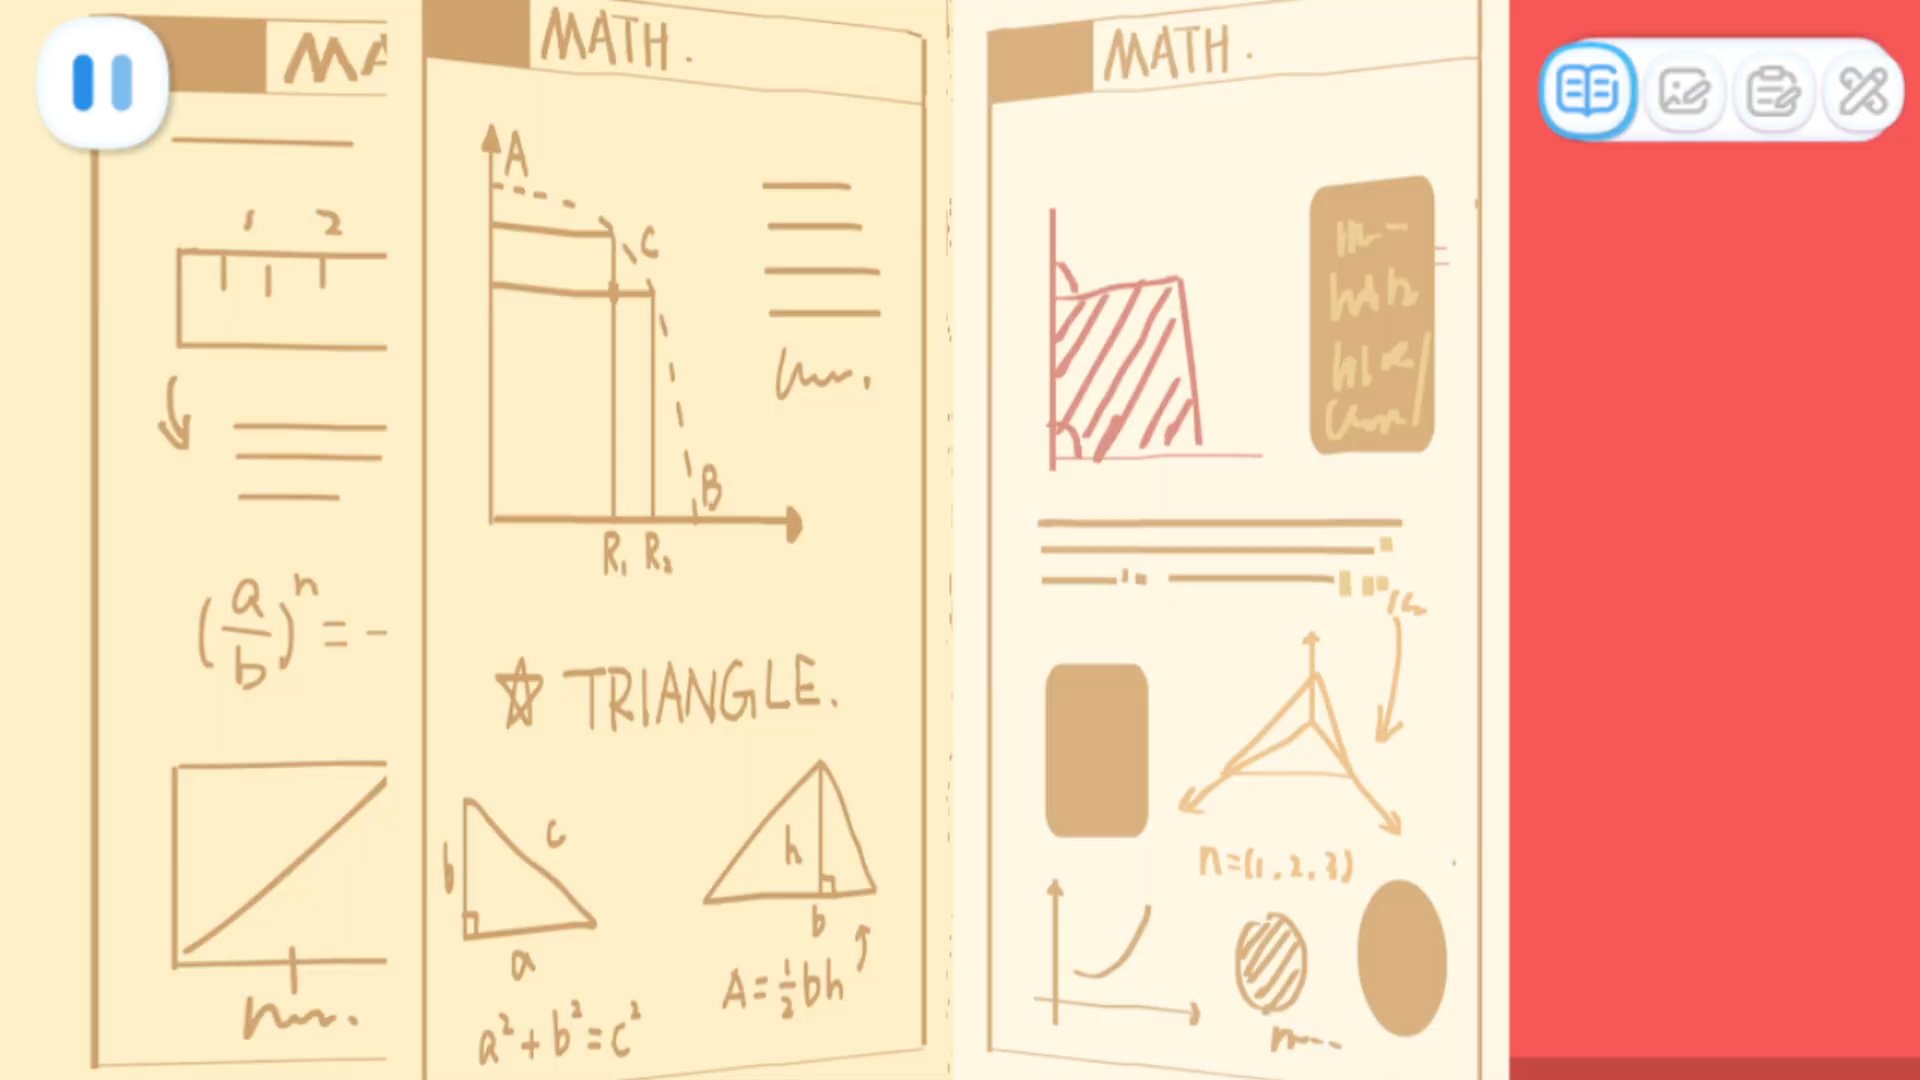 MA
1 2
(a/b)ⁿ = -
MATH.
A
C
B
R₁ R₂
☆ TRIANGLE.
b c
a
a² + b² = c²
h
b
A = ½bh
MATH.
n=(1, 2, 3)